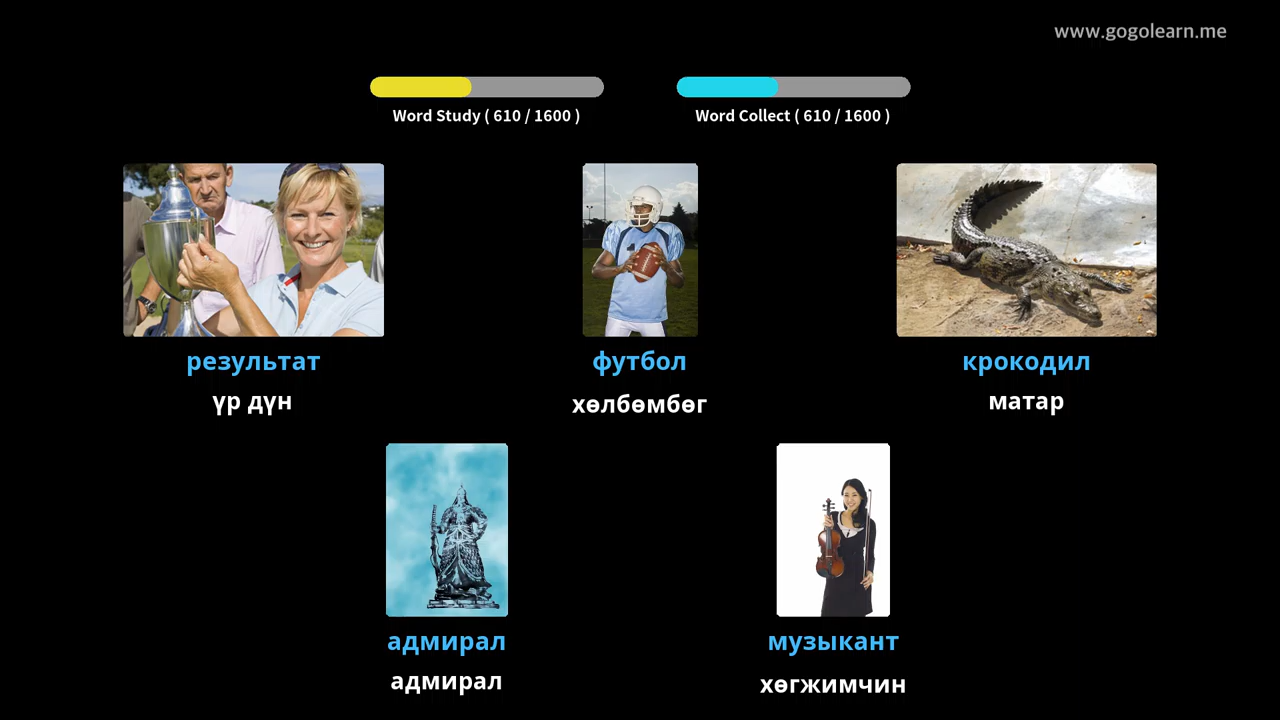 www.gogolearn.me
Word Study ( 610 / 1600 )
Word Collect ( 610 / 1600 )
результат
үр дүн
футбол
хөлбөмбөг
крокодил
матар
адмирал
адмирал
музыкант
хөгжимчин